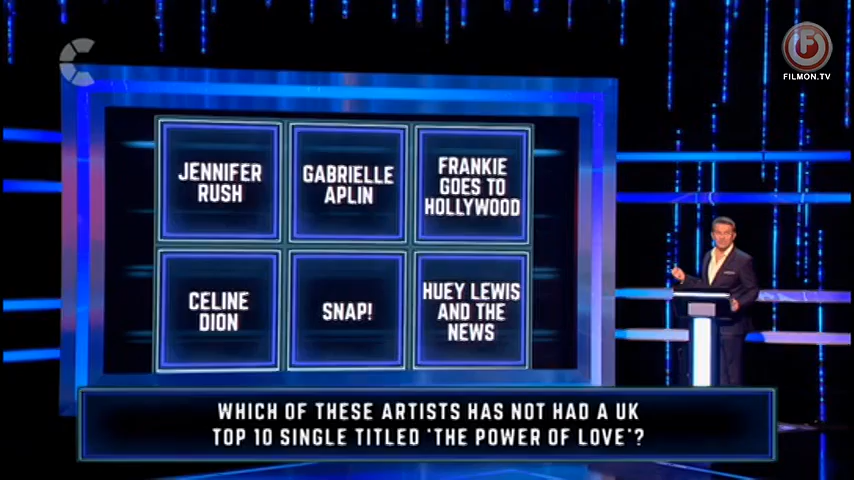 FILMON.TV
JENNIFER
RUSH
GABRIELLE
APLIN
FRANKIE
GOES TO
HOLLYWOOD
CELINE
DION
SNAP!
HUEY LEWIS
AND THE
NEWS
WHICH OF THESE ARTISTS HAS NOT HAD A UK
TOP 10 SINGLE TITLED 'THE POWER OF LOVE'?